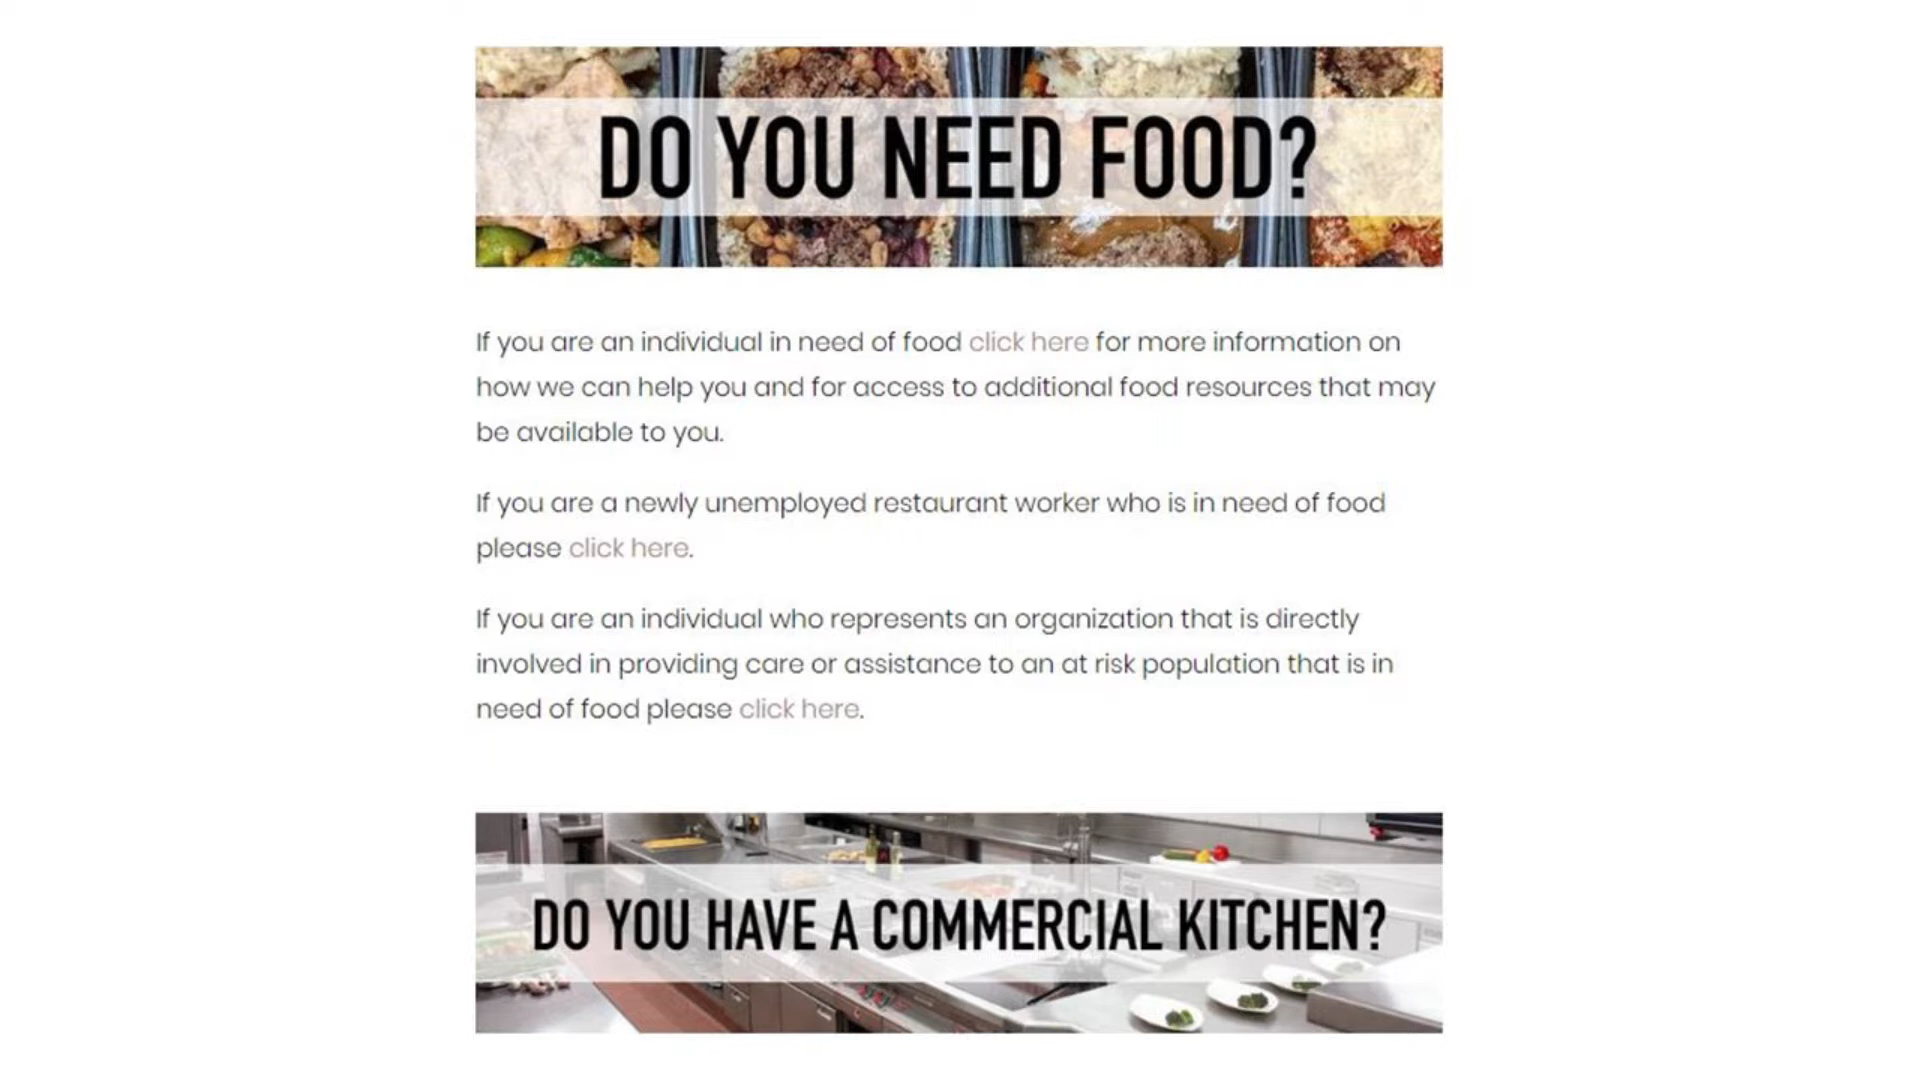 DO YOU NEED FOOD?
If you are an individual in need of food click here for more information on
how we can help you and for access to additional food resources that may
be available to you.
If you are a newly unemployed restaurant worker who is in need of food
please click here.
If you are an individual who represents an organization that is directly
involved in providing care or assistance to an at risk population that is in
need of food please click here.
DO YOU HAVE A COMMERCIAL KITCHEN?